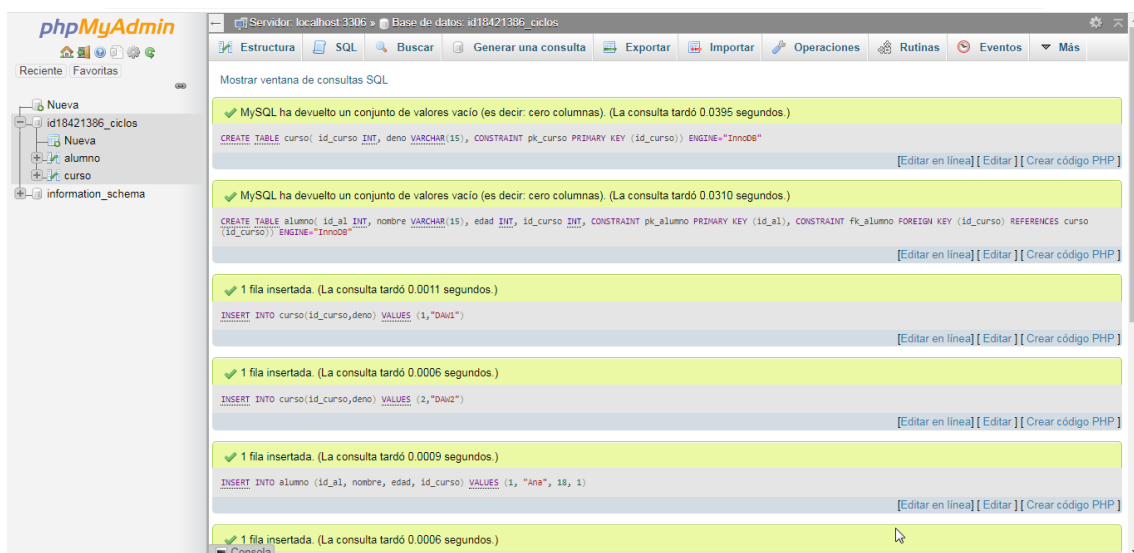 phpMyAdmin
Reciente Favoritas
Nueva
id18421386_ciclos
Nueva
alumno
curso
information_schema
Servidor: localhost:3306 » Base de datos: id18421386_ciclos
Estructura SQL Buscar Generar una consulta Exportar Importar Operaciones Rutinas Eventos Más
Mostrar ventana de consultas SQL
MySQL ha devuelto un conjunto de valores vacío (es decir: cero columnas). (La consulta tardó 0.0395 segundos.)
CREATE TABLE curso( id_curso INT, deno VARCHAR(15), CONSTRAINT pk_curso PRIMARY KEY (id_curso)) ENGINE="InnoDB"
[Editar en línea] [ Editar ] [ Crear código PHP ]
MySQL ha devuelto un conjunto de valores vacío (es decir: cero columnas). (La consulta tardó 0.0310 segundos.)
CREATE TABLE alumno( id_al INT, nombre VARCHAR(15), edad INT, id_curso INT, CONSTRAINT pk_alumno PRIMARY KEY (id_al), CONSTRAINT fk_alumno FOREIGN KEY (id_curso) REFERENCES curso
(id_curso)) ENGINE="InnoDB"
[Editar en línea] [ Editar ] [ Crear código PHP ]
1 fila insertada. (La consulta tardó 0.0011 segundos.)
INSERT INTO curso(id_curso,deno) VALUES (1,"DAW1")
[Editar en línea] [ Editar ] [ Crear código PHP ]
1 fila insertada. (La consulta tardó 0.0006 segundos.)
INSERT INTO curso(id_curso,deno) VALUES (2,"DAW2")
[Editar en línea] [ Editar ] [ Crear código PHP ]
1 fila insertada. (La consulta tardó 0.0009 segundos.)
INSERT INTO alumno (id_al, nombre, edad, id_curso) VALUES (1, "Ana", 18, 1)
[Editar en línea] [ Editar ] [ Crear código PHP ]
1 fila insertada. (La consulta tardó 0.0006 segundos.)
Consola